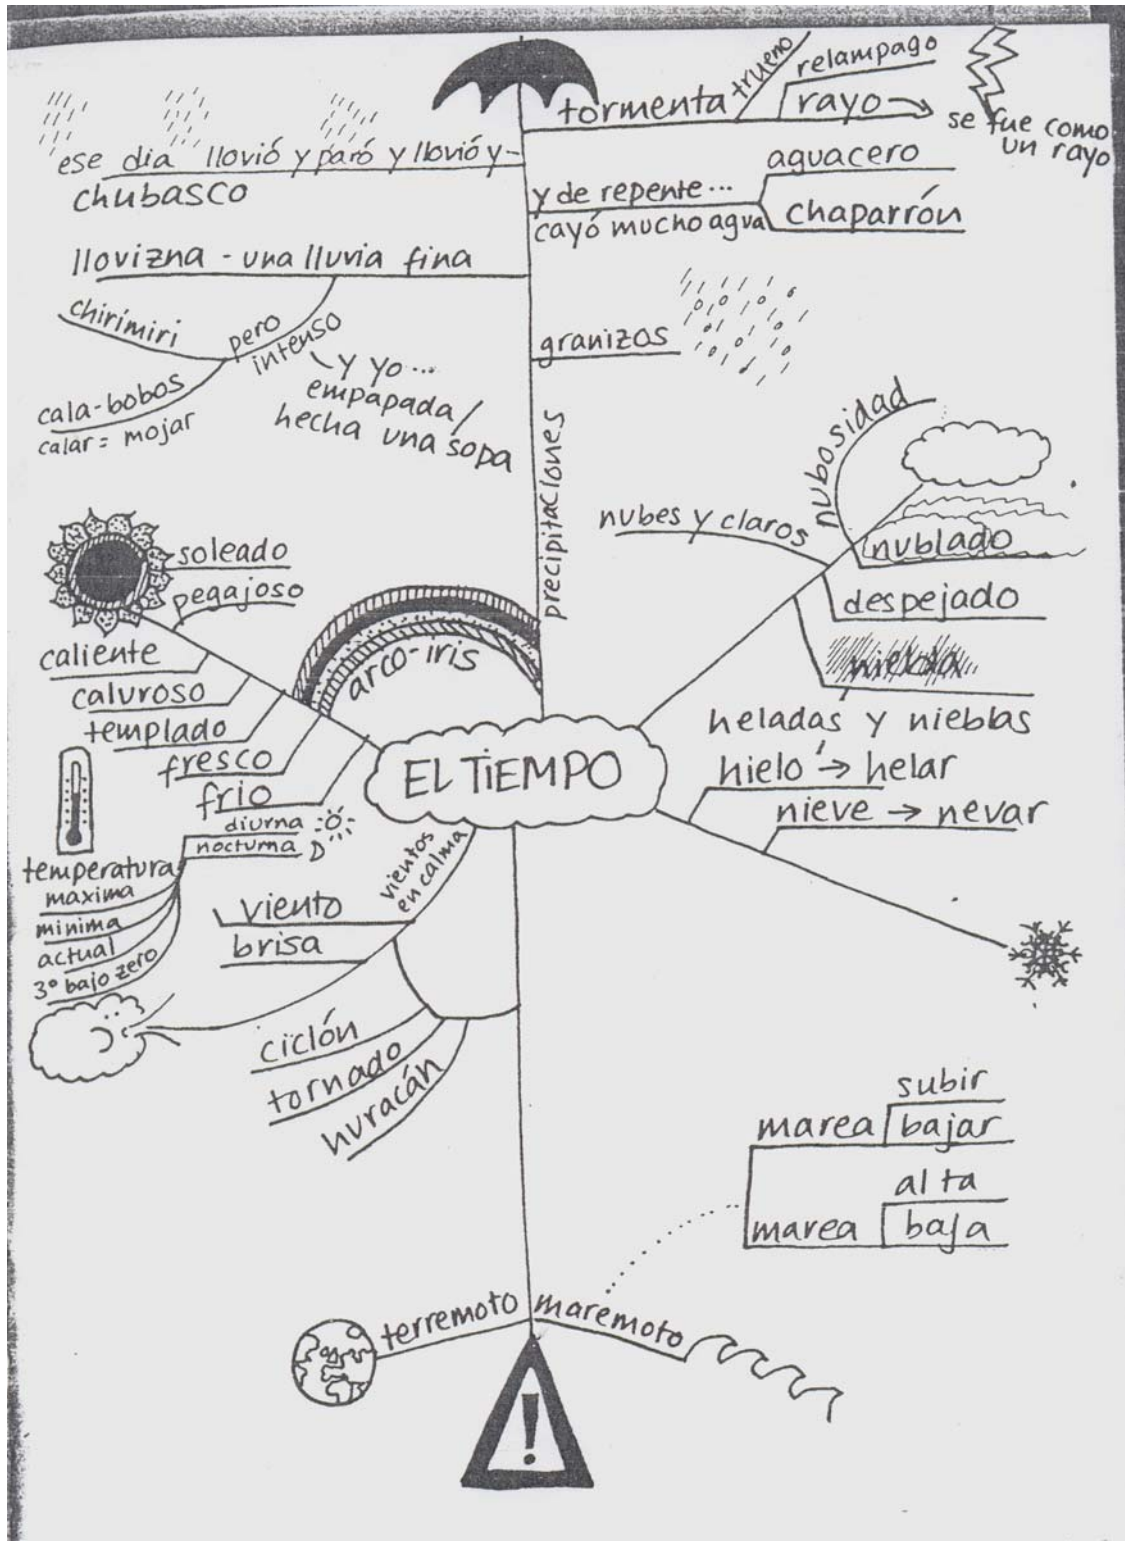 tormenta
trueno
relampago
rayo →
se fue como
un rayo
ese dia llovió y paró y llovió y-
chubasco
y de repente...
cayó mucho agua
aguacero
chaparrón
llovizna - una lluvia fina
chirimiri
pero
intenso
y yo...
empapada/
hecha una sopa
cala-bobos
calar = mojar
granizos
precipitaciones
nubosidad
nubes y claros
nublado
despejado
niebla
heladas y nieblas
hielo → helar
nieve → nevar
soleado
pegajoso
caliente
caluroso
templado
fresco
frio
arco-iris
EL TIEMPO
diurna
nocturna
temperatura
maxima
minima
actual
3° bajo zero
vientos
en calma
viento
brisa
ciclón
tornado
huracán
subir
marea bajar
alta
marea baja
terremoto
maremoto
!